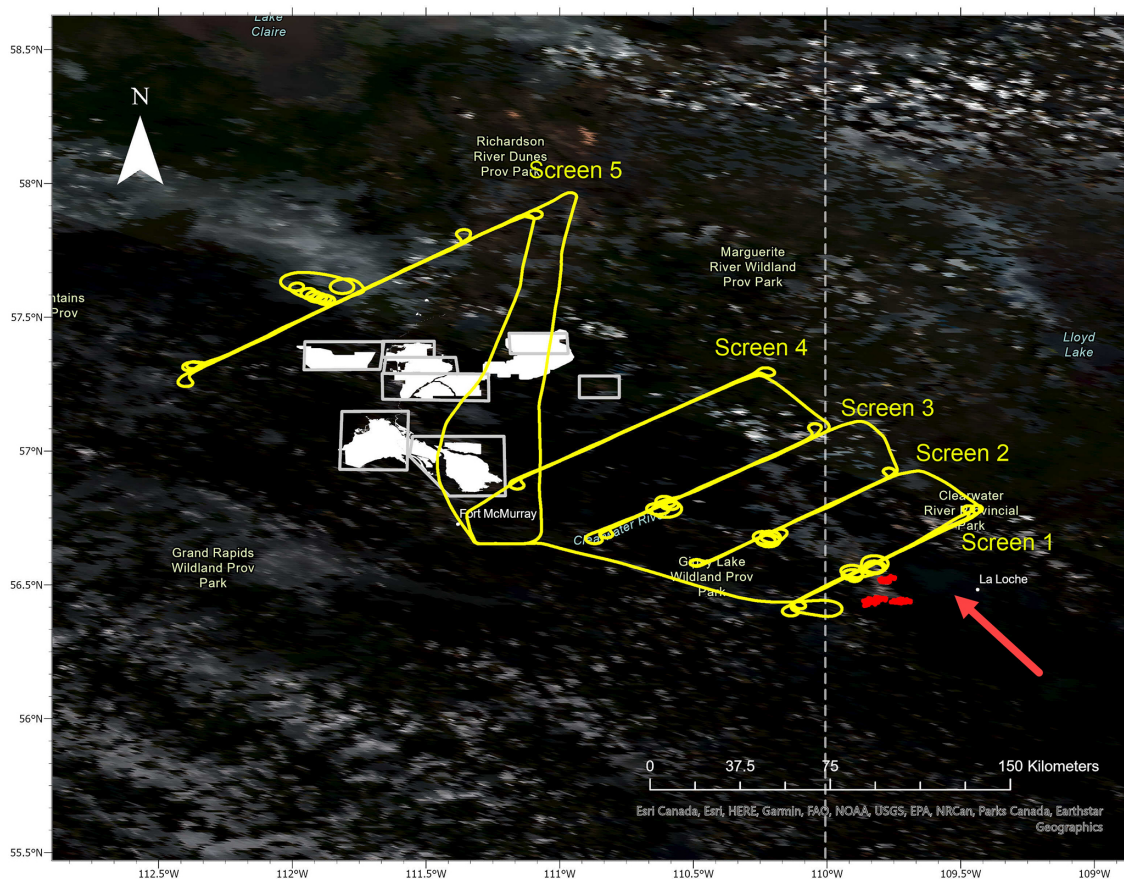 Lake
Claire
58.5°N
N
Richardson
River Dunes
Prov Park
Screen 5
58°N
Marguerite
River Wildland
Prov Park
ntains
Prov
57.5°N
Lloyd
Lake
Screen 4
Screen 3
57°N
Screen 2
Clearwater
River Provincial
Park
Fort McMurray
Clearwater River
Screen 1
Grand Rapids
Wildland Prov
Park
Gipsy Lake
Wildland Prov
Park
56.5°N
La Loche
56°N
0 37.5 75 150 Kilometers
Esri Canada, Esri, HERE, Garmin, FAO, NOAA, USGS, EPA, NRCan, Parks Canada, Earthstar
Geographics
55.5°N
112.5°W 112°W 111.5°W 111°W 110.5°W 110°W 109.5°W 109°W